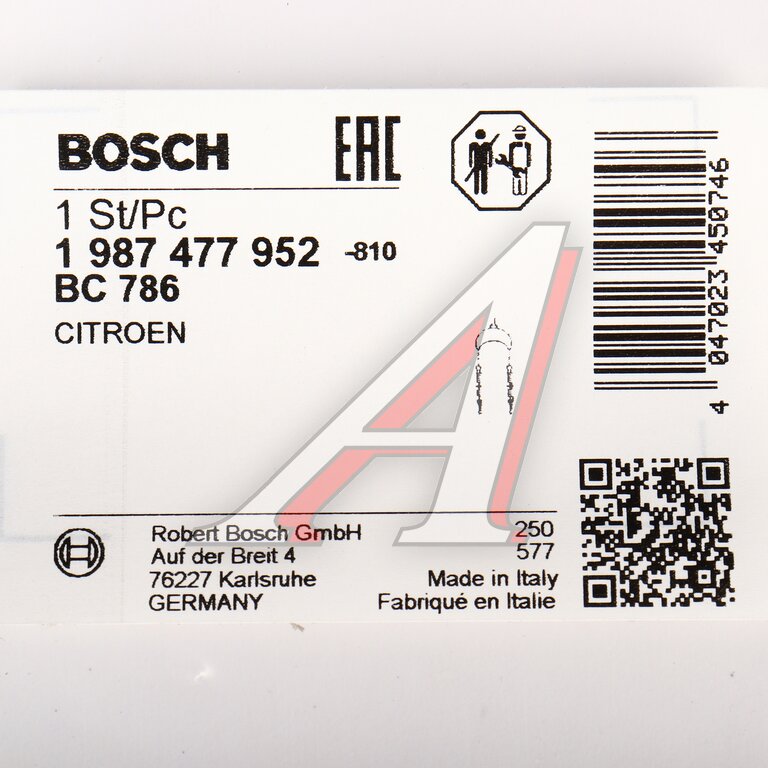 BOSCH
EAC
1 St/Pc
1 987 477 952 -810
BC 786
CITROEN
4 047023 450746
Robert Bosch GmbH
Auf der Breit 4
76227 Karlsruhe
GERMANY
250
577
Made in Italy
Fabriqué en Italie